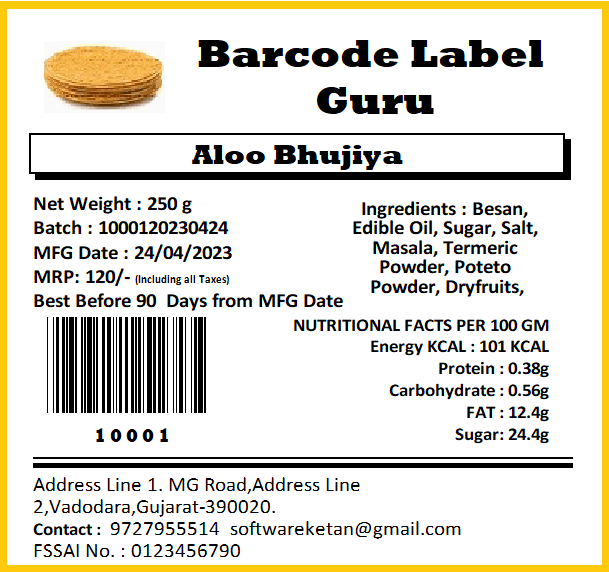 Barcode Label
Guru
Aloo Bhujiya
Net Weight : 250 g
Batch : 1000120230424
MFG Date : 24/04/2023
MRP: 120/- (Including all Taxes)
Best Before 90  Days from MFG Date
Ingredients : Besan,
Edible Oil, Sugar, Salt,
Masala, Termeric
Powder, Poteto
Powder, Dryfruits,
NUTRITIONAL FACTS PER 100 GM
Energy KCAL : 101 KCAL
Protein : 0.38g
Carbohydrate : 0.56g
FAT : 12.4g
Sugar: 24.4g
10001
Address Line 1. MG Road,Address Line
2,Vadodara,Gujarat-390020.
Contact :  9727955514  softwareketan@gmail.com
FSSAI No. : 0123456790